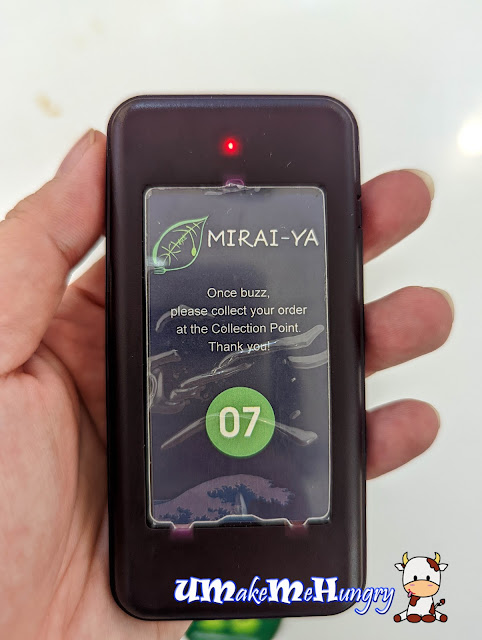 MIRAI-YA
Once buzz,
please collect your order
at the Collection Point.
Thank you!
07
UMakeMeHungry